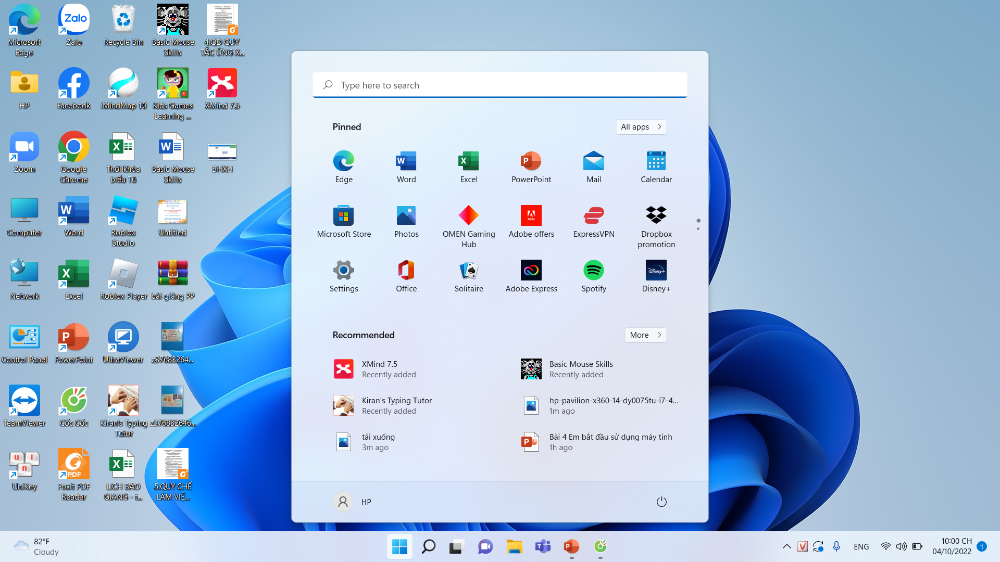 Microsoft
Edge
Zalo
Zalo
Recycle Bin
Basic Mouse
Skills
4.QĐ QUY
TẮC ỨNG X...
HP
Facebook
iMindMap 10
Kids Games
Learning ...
XMind 7.5
Zoom
Google
Chrome
Thời khóa
biểu Tú
Basic Mouse
Skills
BHXH
Computer
Word
Roblox
Studio
Untitled
Network
Excel
Roblox Player
bài giảng PP
Control Panel
PowerPoint
UltraViewer
z37683264...
TeamViewer
Cốc Cốc
Kiran's Typing
Tutor
z376832646...
u i
n
UniKey
PDF
Foxit PDF
Reader
LỊCH BÁO
GIẢNG - t...
5.QUY CHẾ
LÀM VIỆ...
Type here to search
Pinned
All apps
Edge
Word
Excel
PowerPoint
Mail
Calendar
Microsoft Store
Photos
OMEN Gaming
Hub
Adobe
Adobe offers
ExpressVPN
Dropbox
promotion
Settings
Office
Solitaire
Adobe Express
Spotify
Disney+
Disney+
Recommended
More
XMind 7.5
Recently added
Basic Mouse Skills
Recently added
Kiran's Typing Tutor
Recently added
hp-pavilion-x360-14-dy0075tu-i7-4...
1m ago
tải xuống
3m ago
Bài 4 Em bắt đầu sử dụng máy tính
1h ago
HP
82°F
Cloudy
V
ENG
10:00 CH
04/10/2022
1